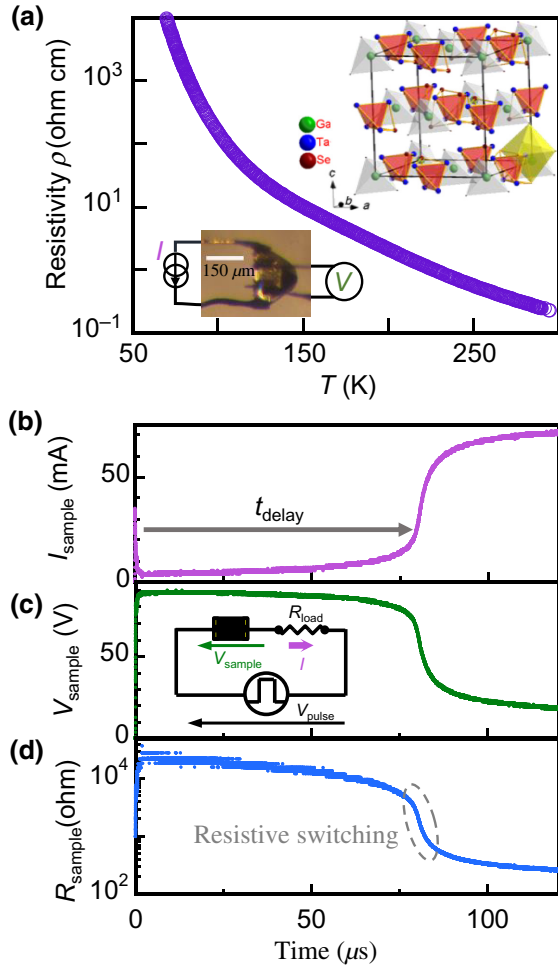 (a)
Resistivity ρ (ohm cm)
10³
10¹
10⁻¹
Ga
Ta
Se
c
b
a
I
150 μm
V
50
150
250
T (K)
(b)
I_sample (mA)
50
0
t_delay
(c)
V_sample (V)
50
0
R_load
V_sample
I
V_pulse
(d)
R_sample(ohm)
10⁴
10²
Resistive switching
0
50
100
Time (μs)